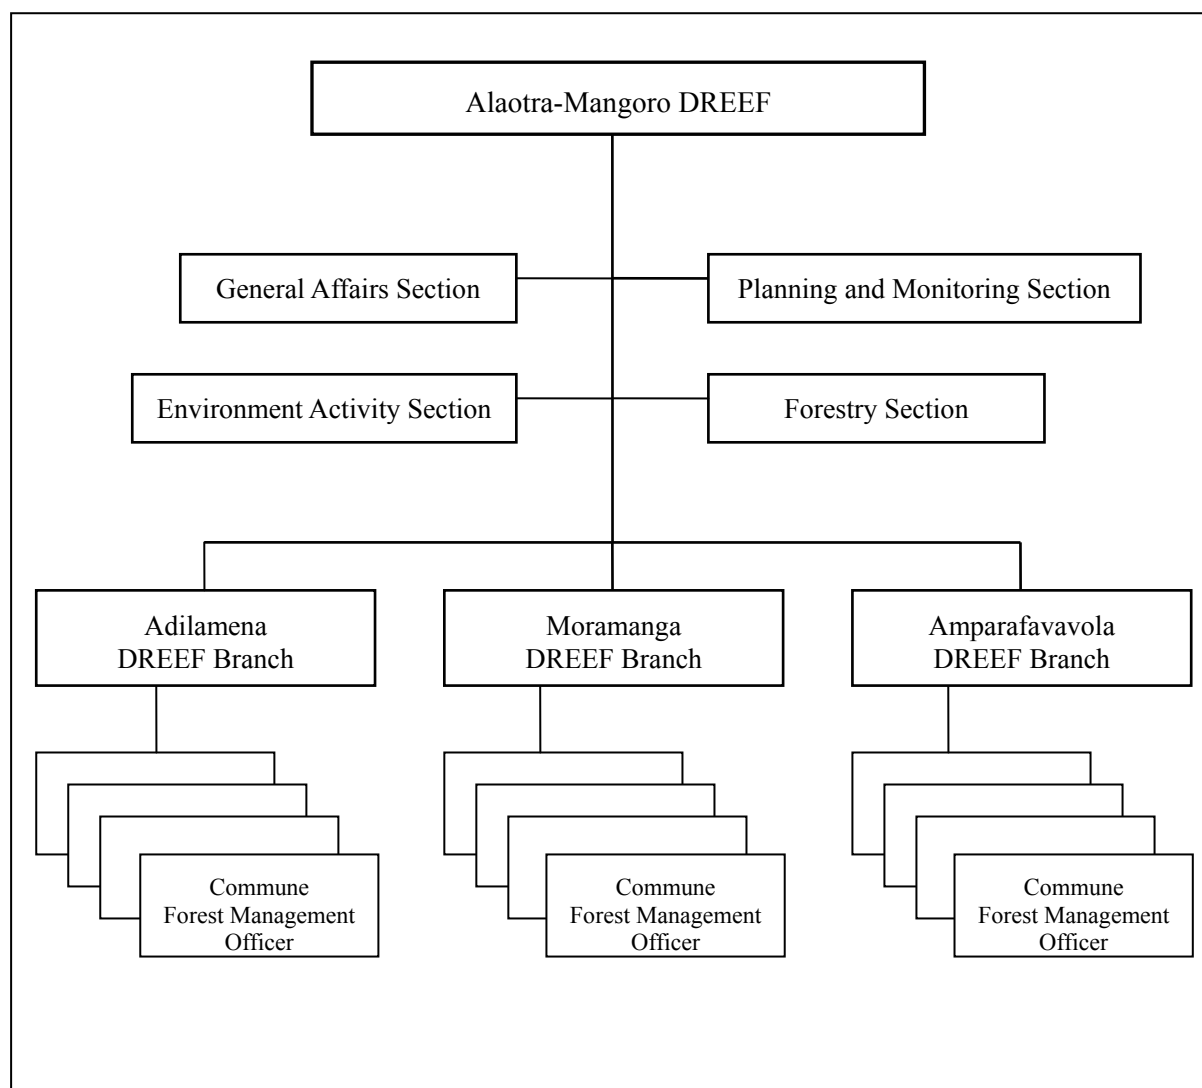 Alaotra-Mangoro DREEF
General Affairs Section
Planning and Monitoring Section
Environment Activity Section
Forestry Section
Adilamena
DREEF Branch
Moramanga
DREEF Branch
Amparafavavola
DREEF Branch
Commune
Forest Management
Officer
Commune
Forest Management
Officer
Commune
Forest Management
Officer